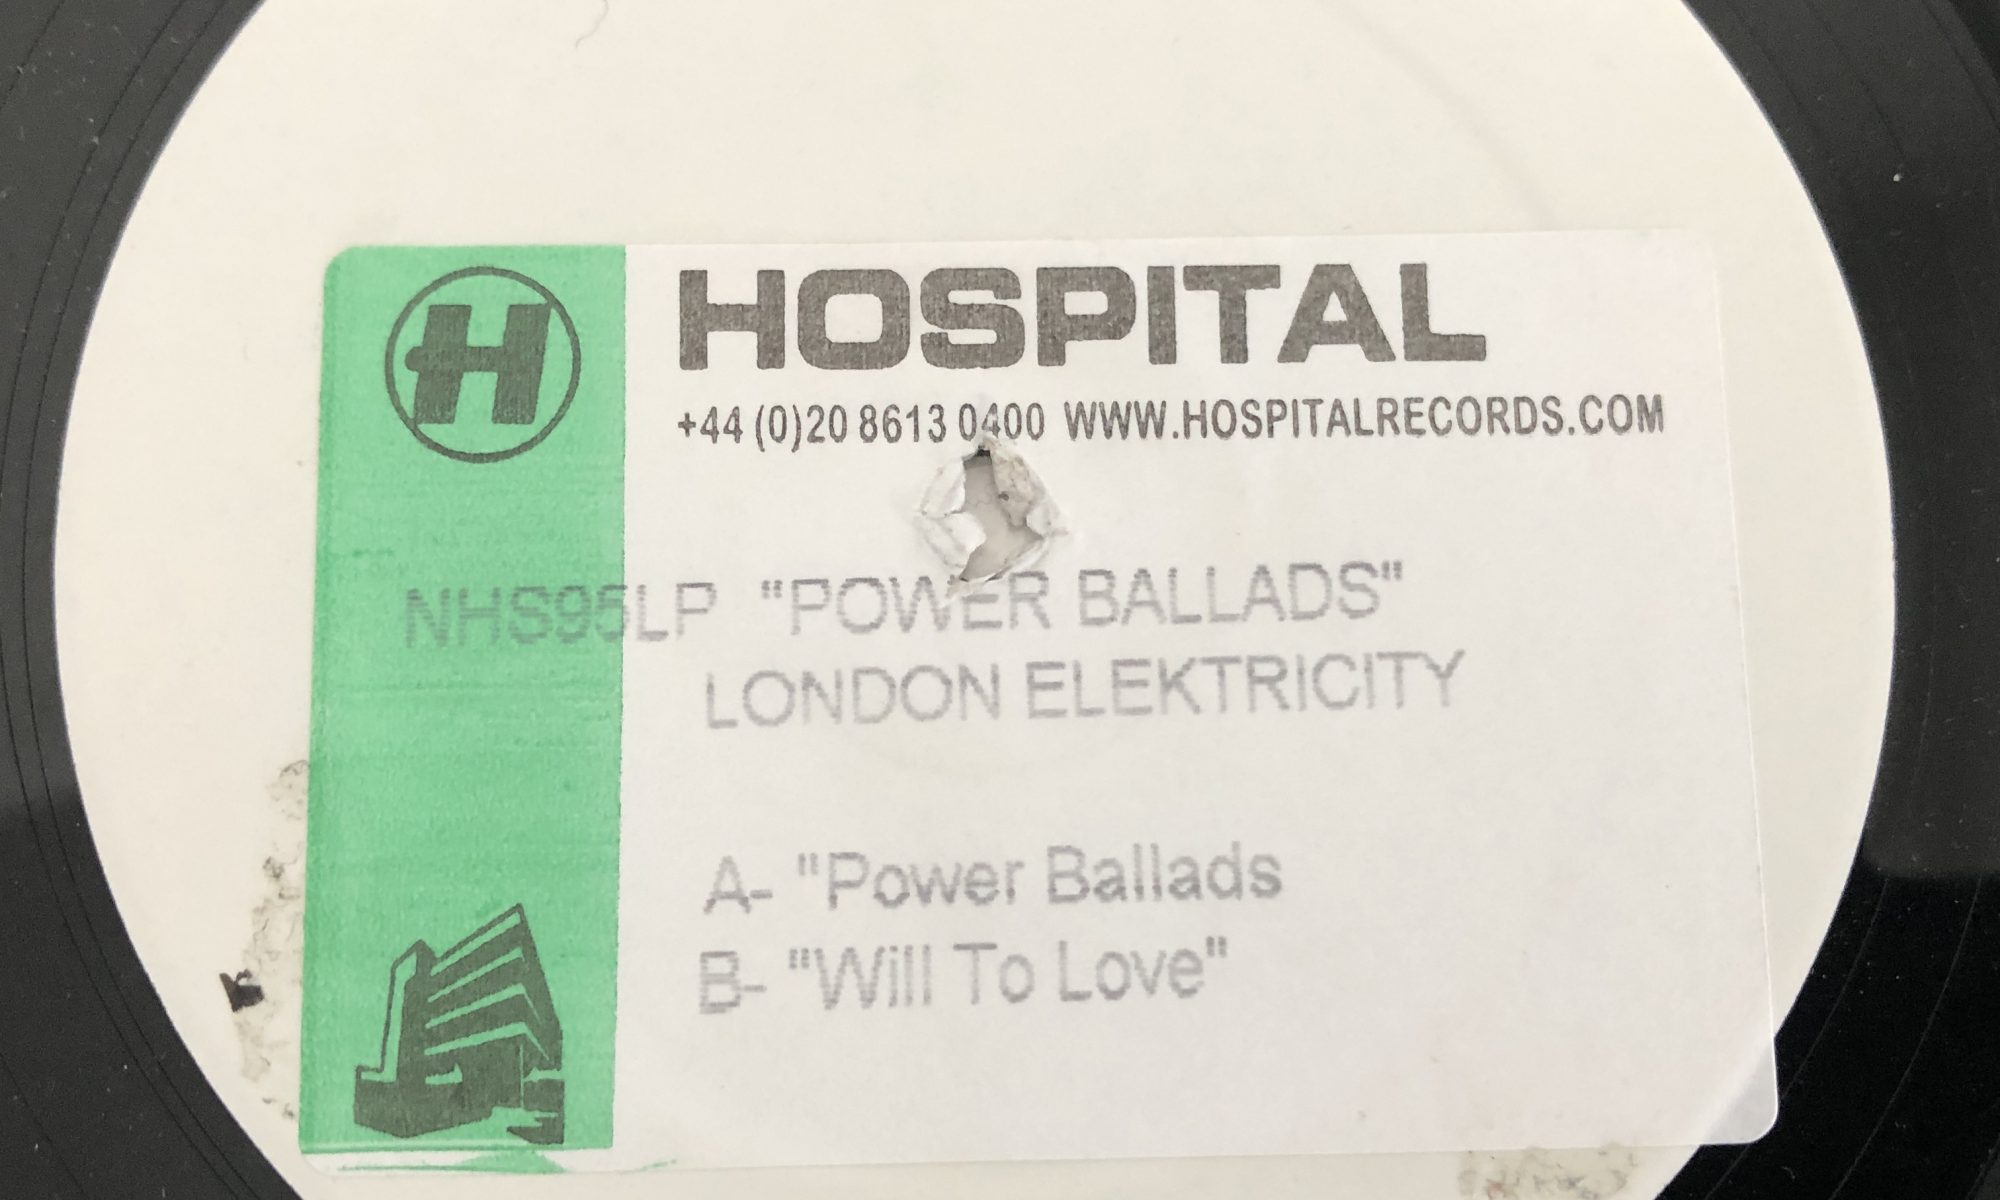 H
HOSPITAL
+44 (0)20 8613 0400 WWW.HOSPITALRECORDS.COM
NHS95LP "POWER BALLADS"
LONDON ELEKTRICITY
A- "Power Ballads
B- "Will To Love"